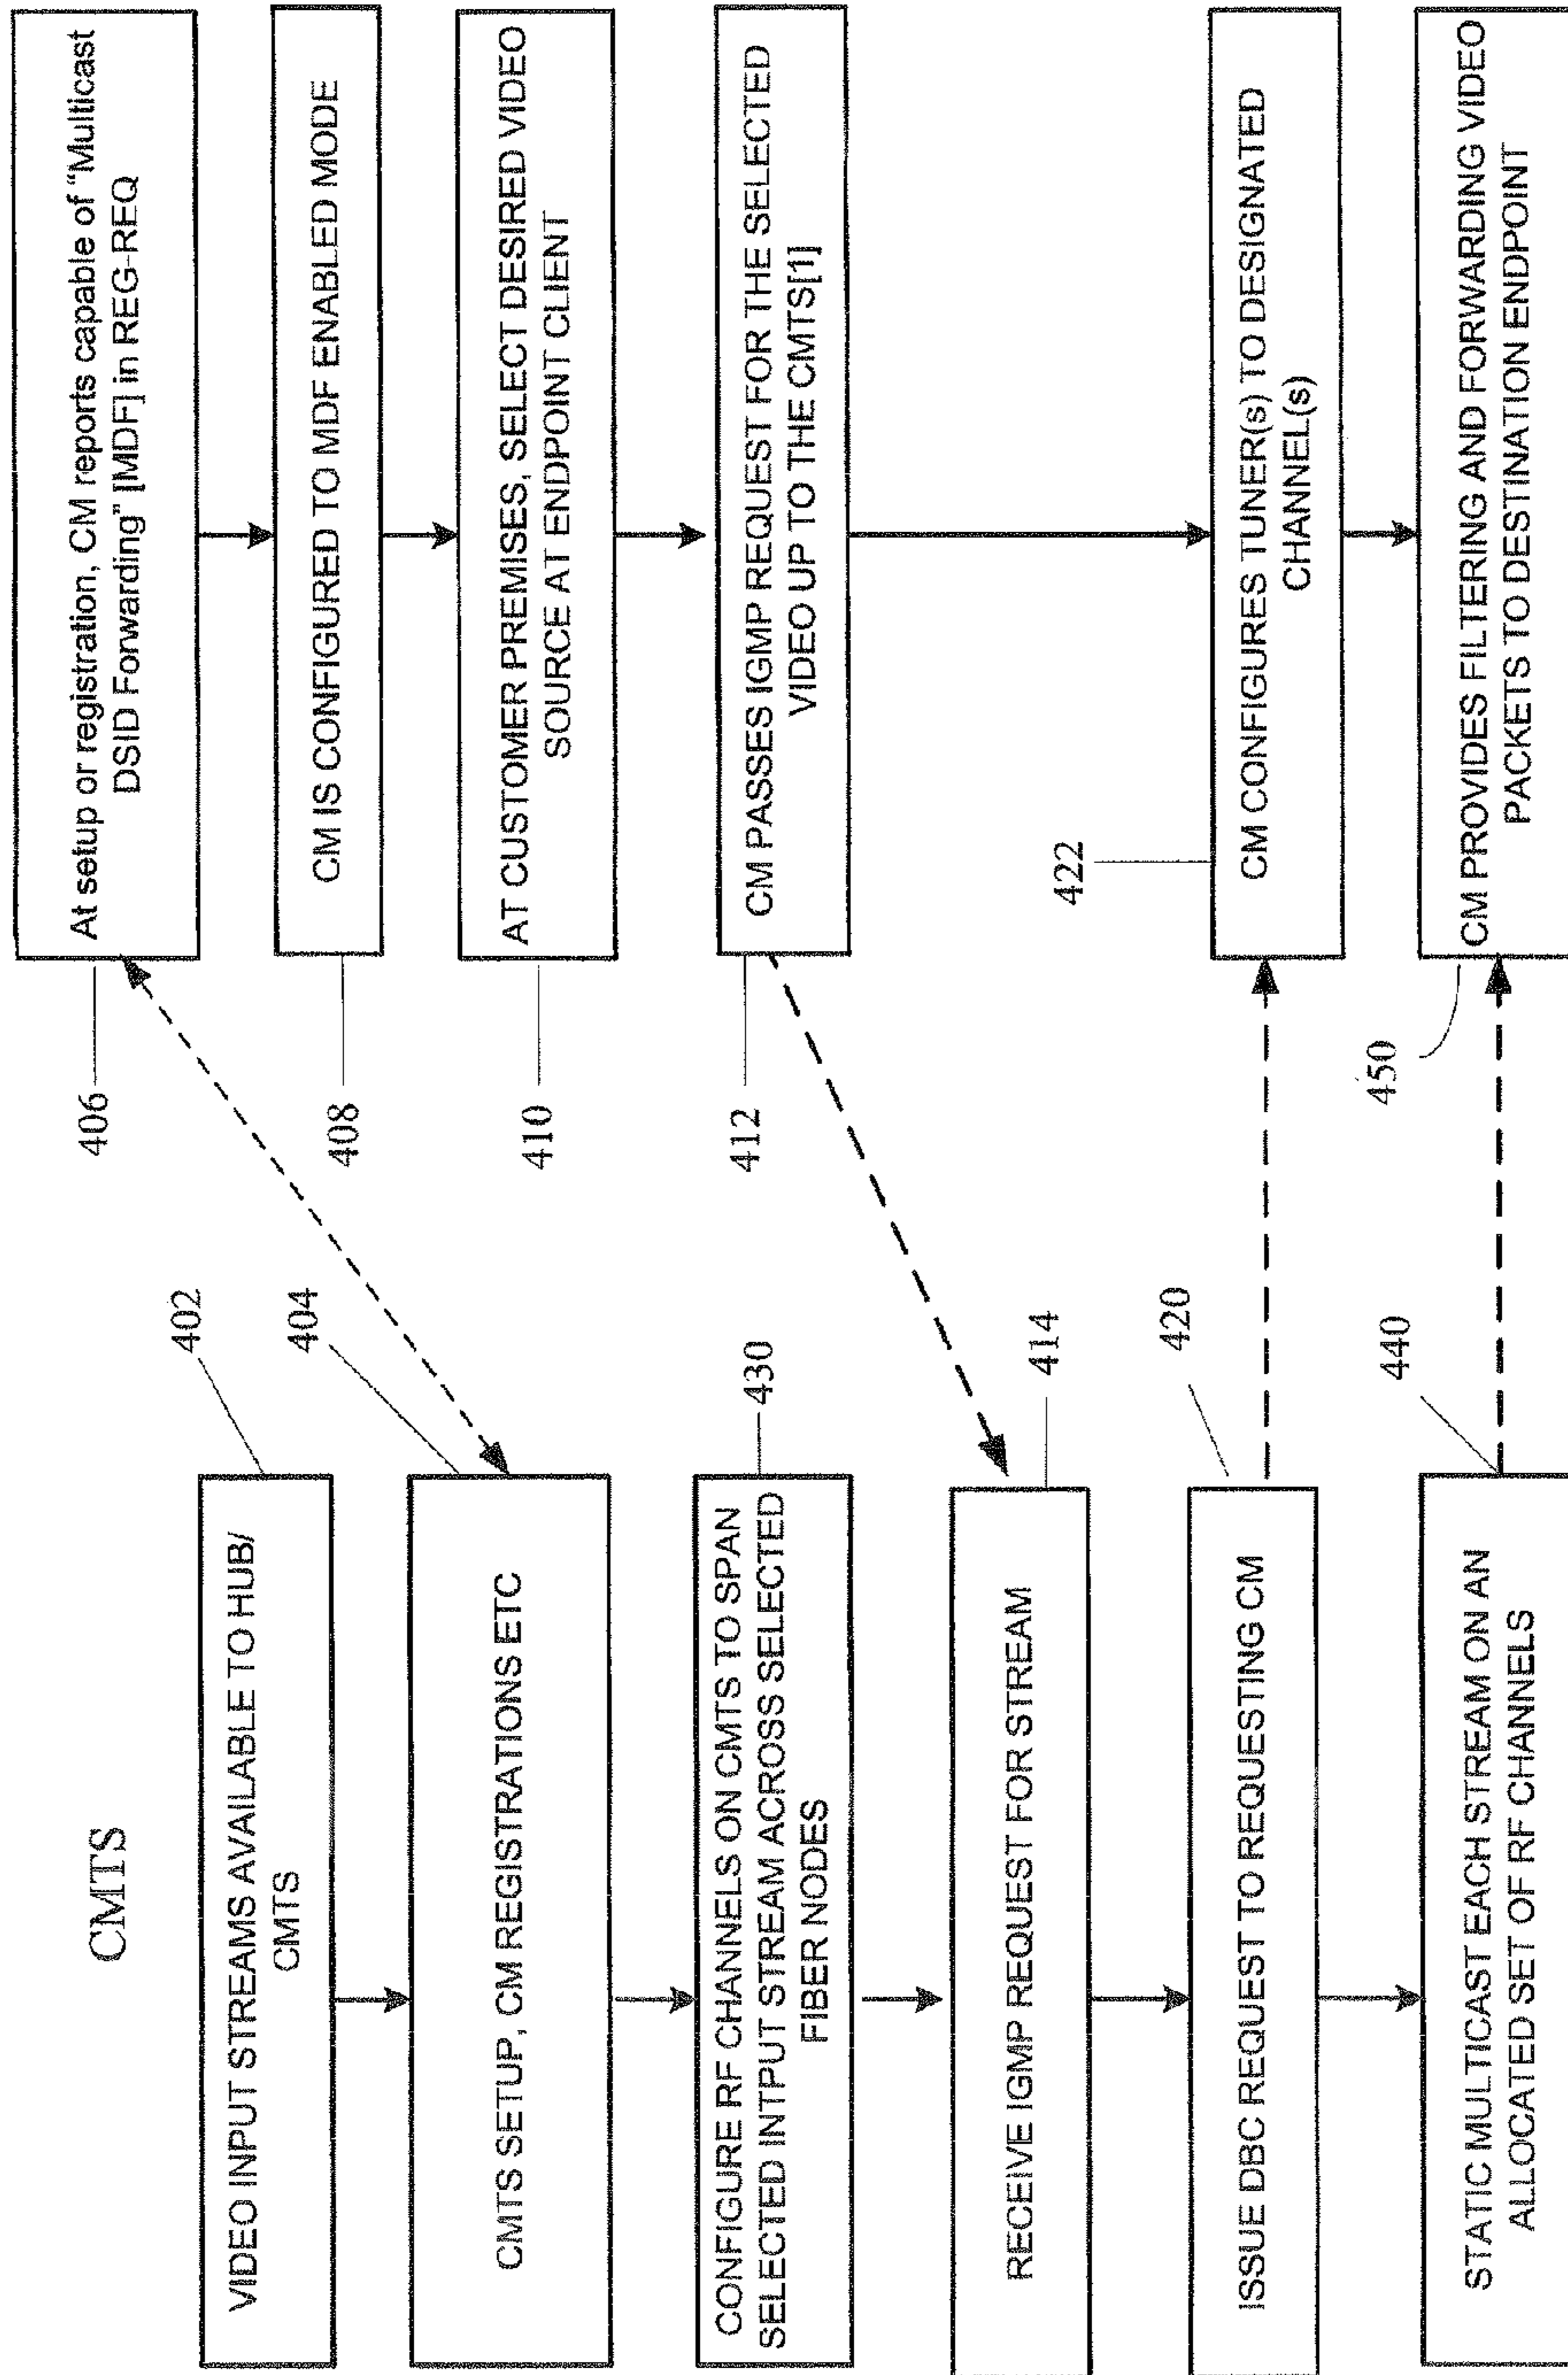 CMTS
402
VIDEO INPUT STREAMS AVAILABLE TO HUB/
CMTS
404
CMTS SETUP, CM REGISTRATIONS ETC
430
CONFIGURE RF CHANNELS ON CMTS TO SPAN
SELECTED INTPUT STREAM ACROSS SELECTED
FIBER NODES
414
RECEIVE IGMP REQUEST FOR STREAM
420
ISSUE DBC REQUEST TO REQUESTING CM
440
STATIC MULTICAST EACH STREAM ON AN
ALLOCATED SET OF RF CHANNELS
406
At setup or registration, CM reports capable of “Multicast
DSID Forwarding” [MDF] in REG-REQ
408
CM IS CONFIGURED TO MDF ENABLED MODE
410
AT CUSTOMER PREMISES, SELECT DESIRED VIDEO
SOURCE AT ENDPOINT CLIENT
412
CM PASSES IGMP REQUEST FOR THE SELECTED
VIDEO UP TO THE CMTS[1]
422
CM CONFIGURES TUNER(s) TO DESIGNATED
CHANNEL(s)
450
CM PROVIDES FILTERING AND FORWARDING VIDEO
PACKETS TO DESTINATION ENDPOINT